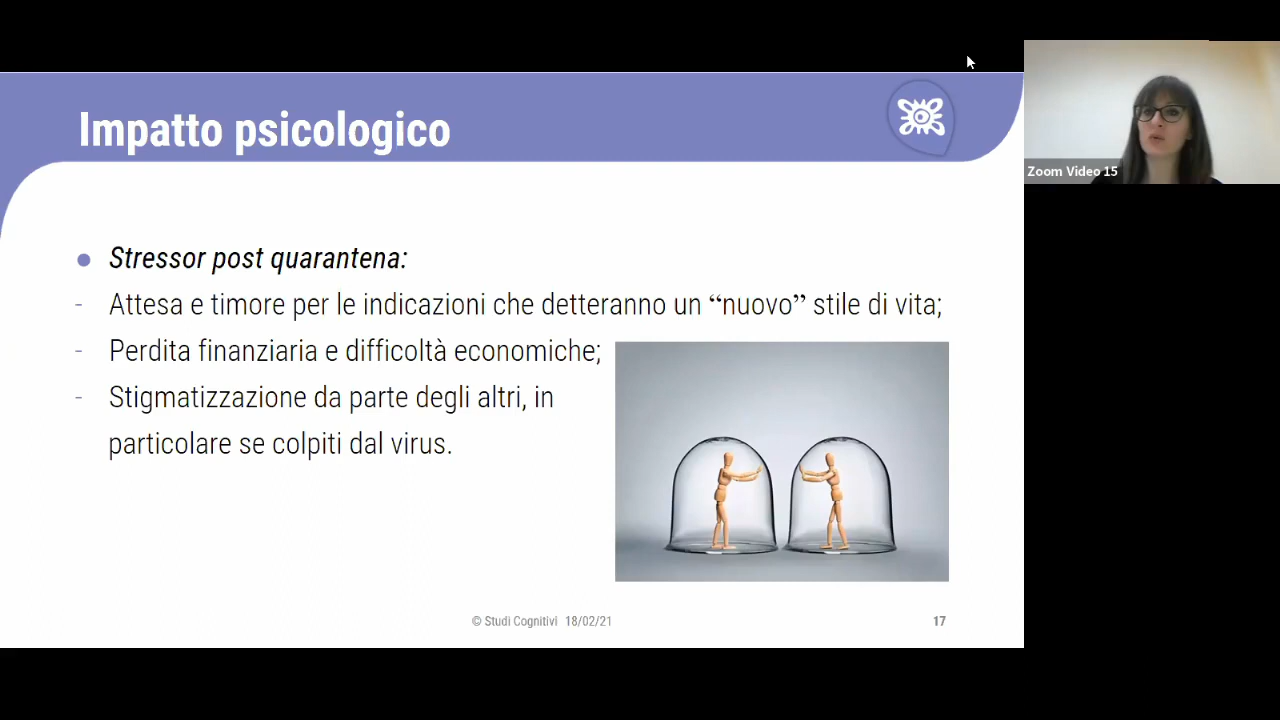 Impatto psicologico
Zoom Video 15
● Stressor post quarantena:
- Attesa e timore per le indicazioni che detteranno un “nuovo” stile di vita;
- Perdita finanziaria e difficoltà economiche;
- Stigmatizzazione da parte degli altri, in
particolare se colpiti dal virus.
© Studi Cognitivi 18/02/21
17